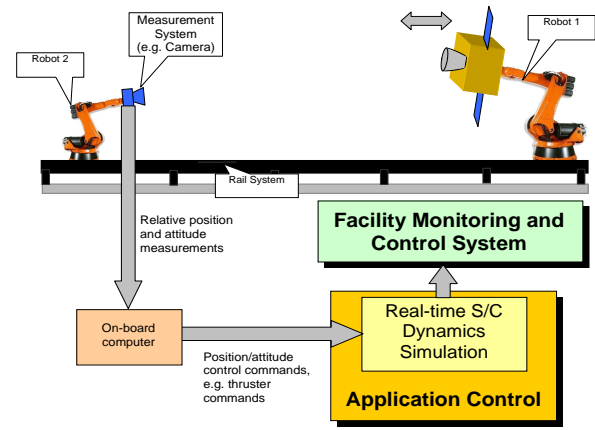 Measurement
System
(e.g. Camera)
Robot 1
Robot 2
Rail System
Relative position
and attitude
measurements
Facility Monitoring and
Control System
On-board
computer
Real-time S/C
Dynamics
Simulation
Position/attitude
control commands,
e.g. thruster
commands
Application Control